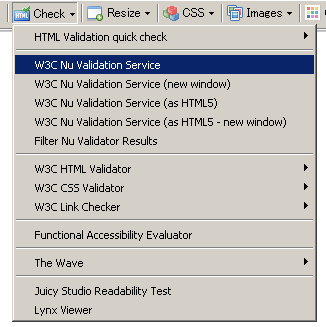 Check Resize CSS Images
HTML Validation quick check
W3C Nu Validation Service
W3C Nu Validation Service (new window)
W3C Nu Validation Service (as HTML5)
W3C Nu Validation Service (as HTML5 - new window)
Filter Nu Validator Results
W3C HTML Validator
W3C CSS Validator
W3C Link Checker
Functional Accessibility Evaluator
The Wave
Juicy Studio Readability Test
Lynx Viewer